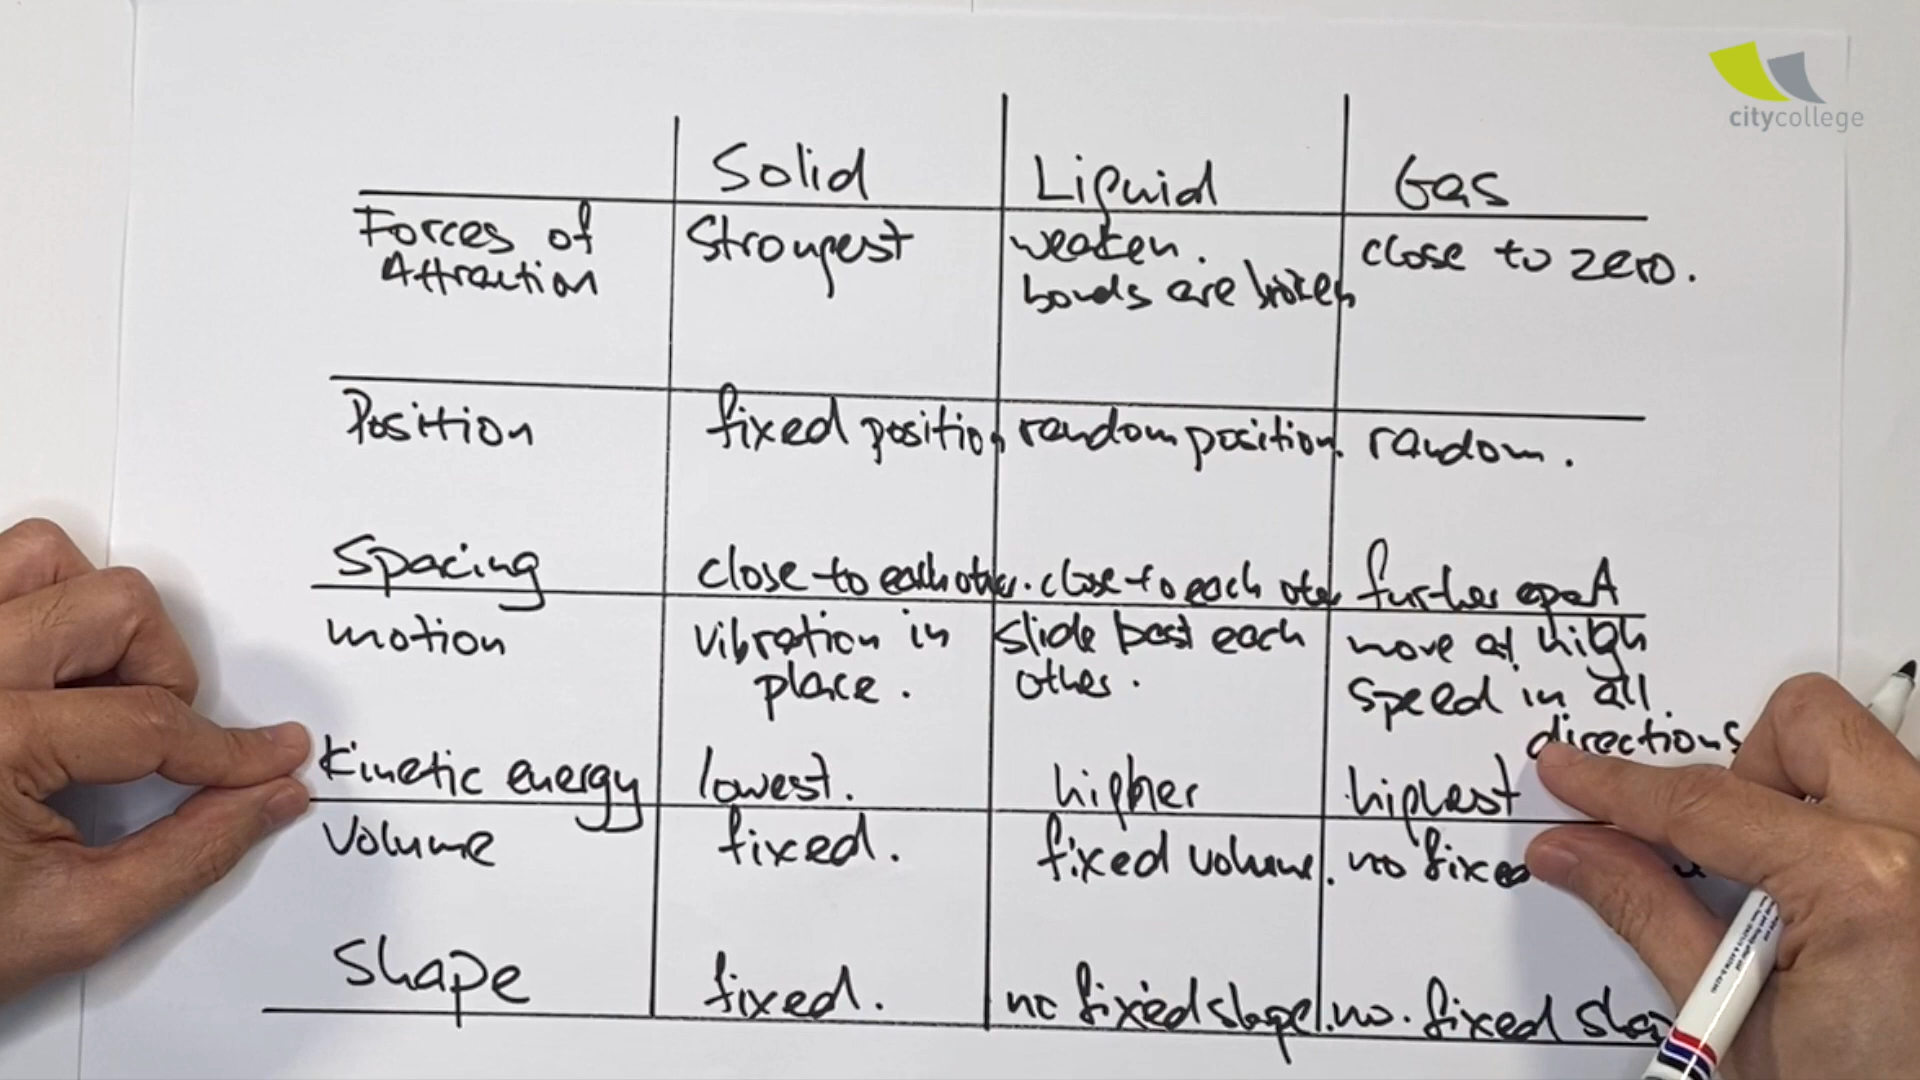 citycollege
Solid Liquid Gas
Forces of Attraction Strongest weaken. bonds are broken close to zero.
Position fixed position random position. random.
Spacing close to each other. close to each other further apart
motion vibration in place. slide past each other. move at high speed in all directions
Kinetic energy lowest. higher highest
Volume fixed. fixed volume. no fixed
Shape fixed. no fixed shape. no. fixed